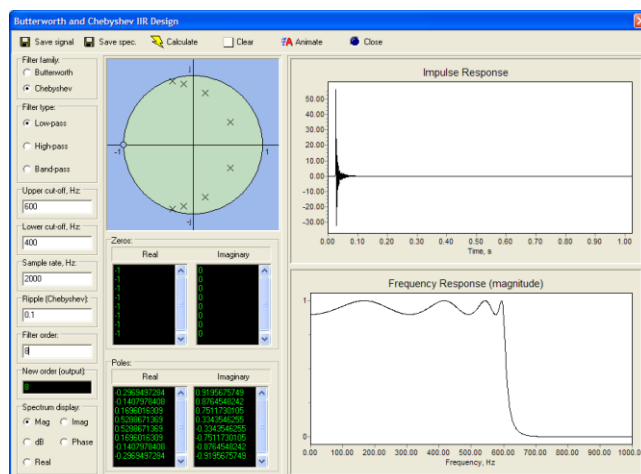 Butterworth and Chebyshev IIR Design
Save signal Save spec. Calculate Clear Animate Close
Filter family:
Butterworth
Chebyshev
Filter type:
Low-pass
High-pass
Band-pass
Upper cut-off, Hz:
600
Lower cut-off, Hz:
400
Sample rate, Hz:
2000
Ripple (Chebyshev):
0.1
Filter order:
8
New order (output):
8
Spectrum display:
Mag Imag
dB Phase
Real
j
-1 1
-j
Zeros:
Real Imaginary
-1 0
-1 0
-1 0
-1 0
-1 0
-1 0
-1 0
-1 0
Poles:
Real Imaginary
-0.2969497284 0.9195675749
-0.1407978408 0.8764548242
0.1696016309 0.7511730105
0.5288671369 0.3343546255
0.5288671369 -0.3343546255
0.1696016309 -0.7511730105
-0.1407978408 -0.8764548242
-0.2969497284 -0.9195675749
Impulse Response
50.00
40.00
30.00
20.00
10.00
0.00
-10.00
-20.00
-30.00
0.00 0.10 0.20 0.30 0.40 0.50 0.60 0.70 0.80 0.90 1.00
Time, s
Frequency Response (magnitude)
1
0
0.00 100.00 200.00 300.00 400.00 500.00 600.00 700.00 800.00 900.00 1000.0
Frequency, Hz